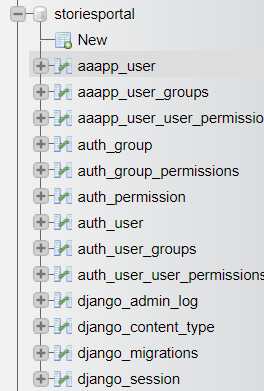 storiesportal
New
aaapp_user
aaapp_user_groups
aaapp_user_user_permissio
auth_group
auth_group_permissions
auth_permission
auth_user
auth_user_groups
auth_user_user_permissions
django_admin_log
django_content_type
django_migrations
django_session